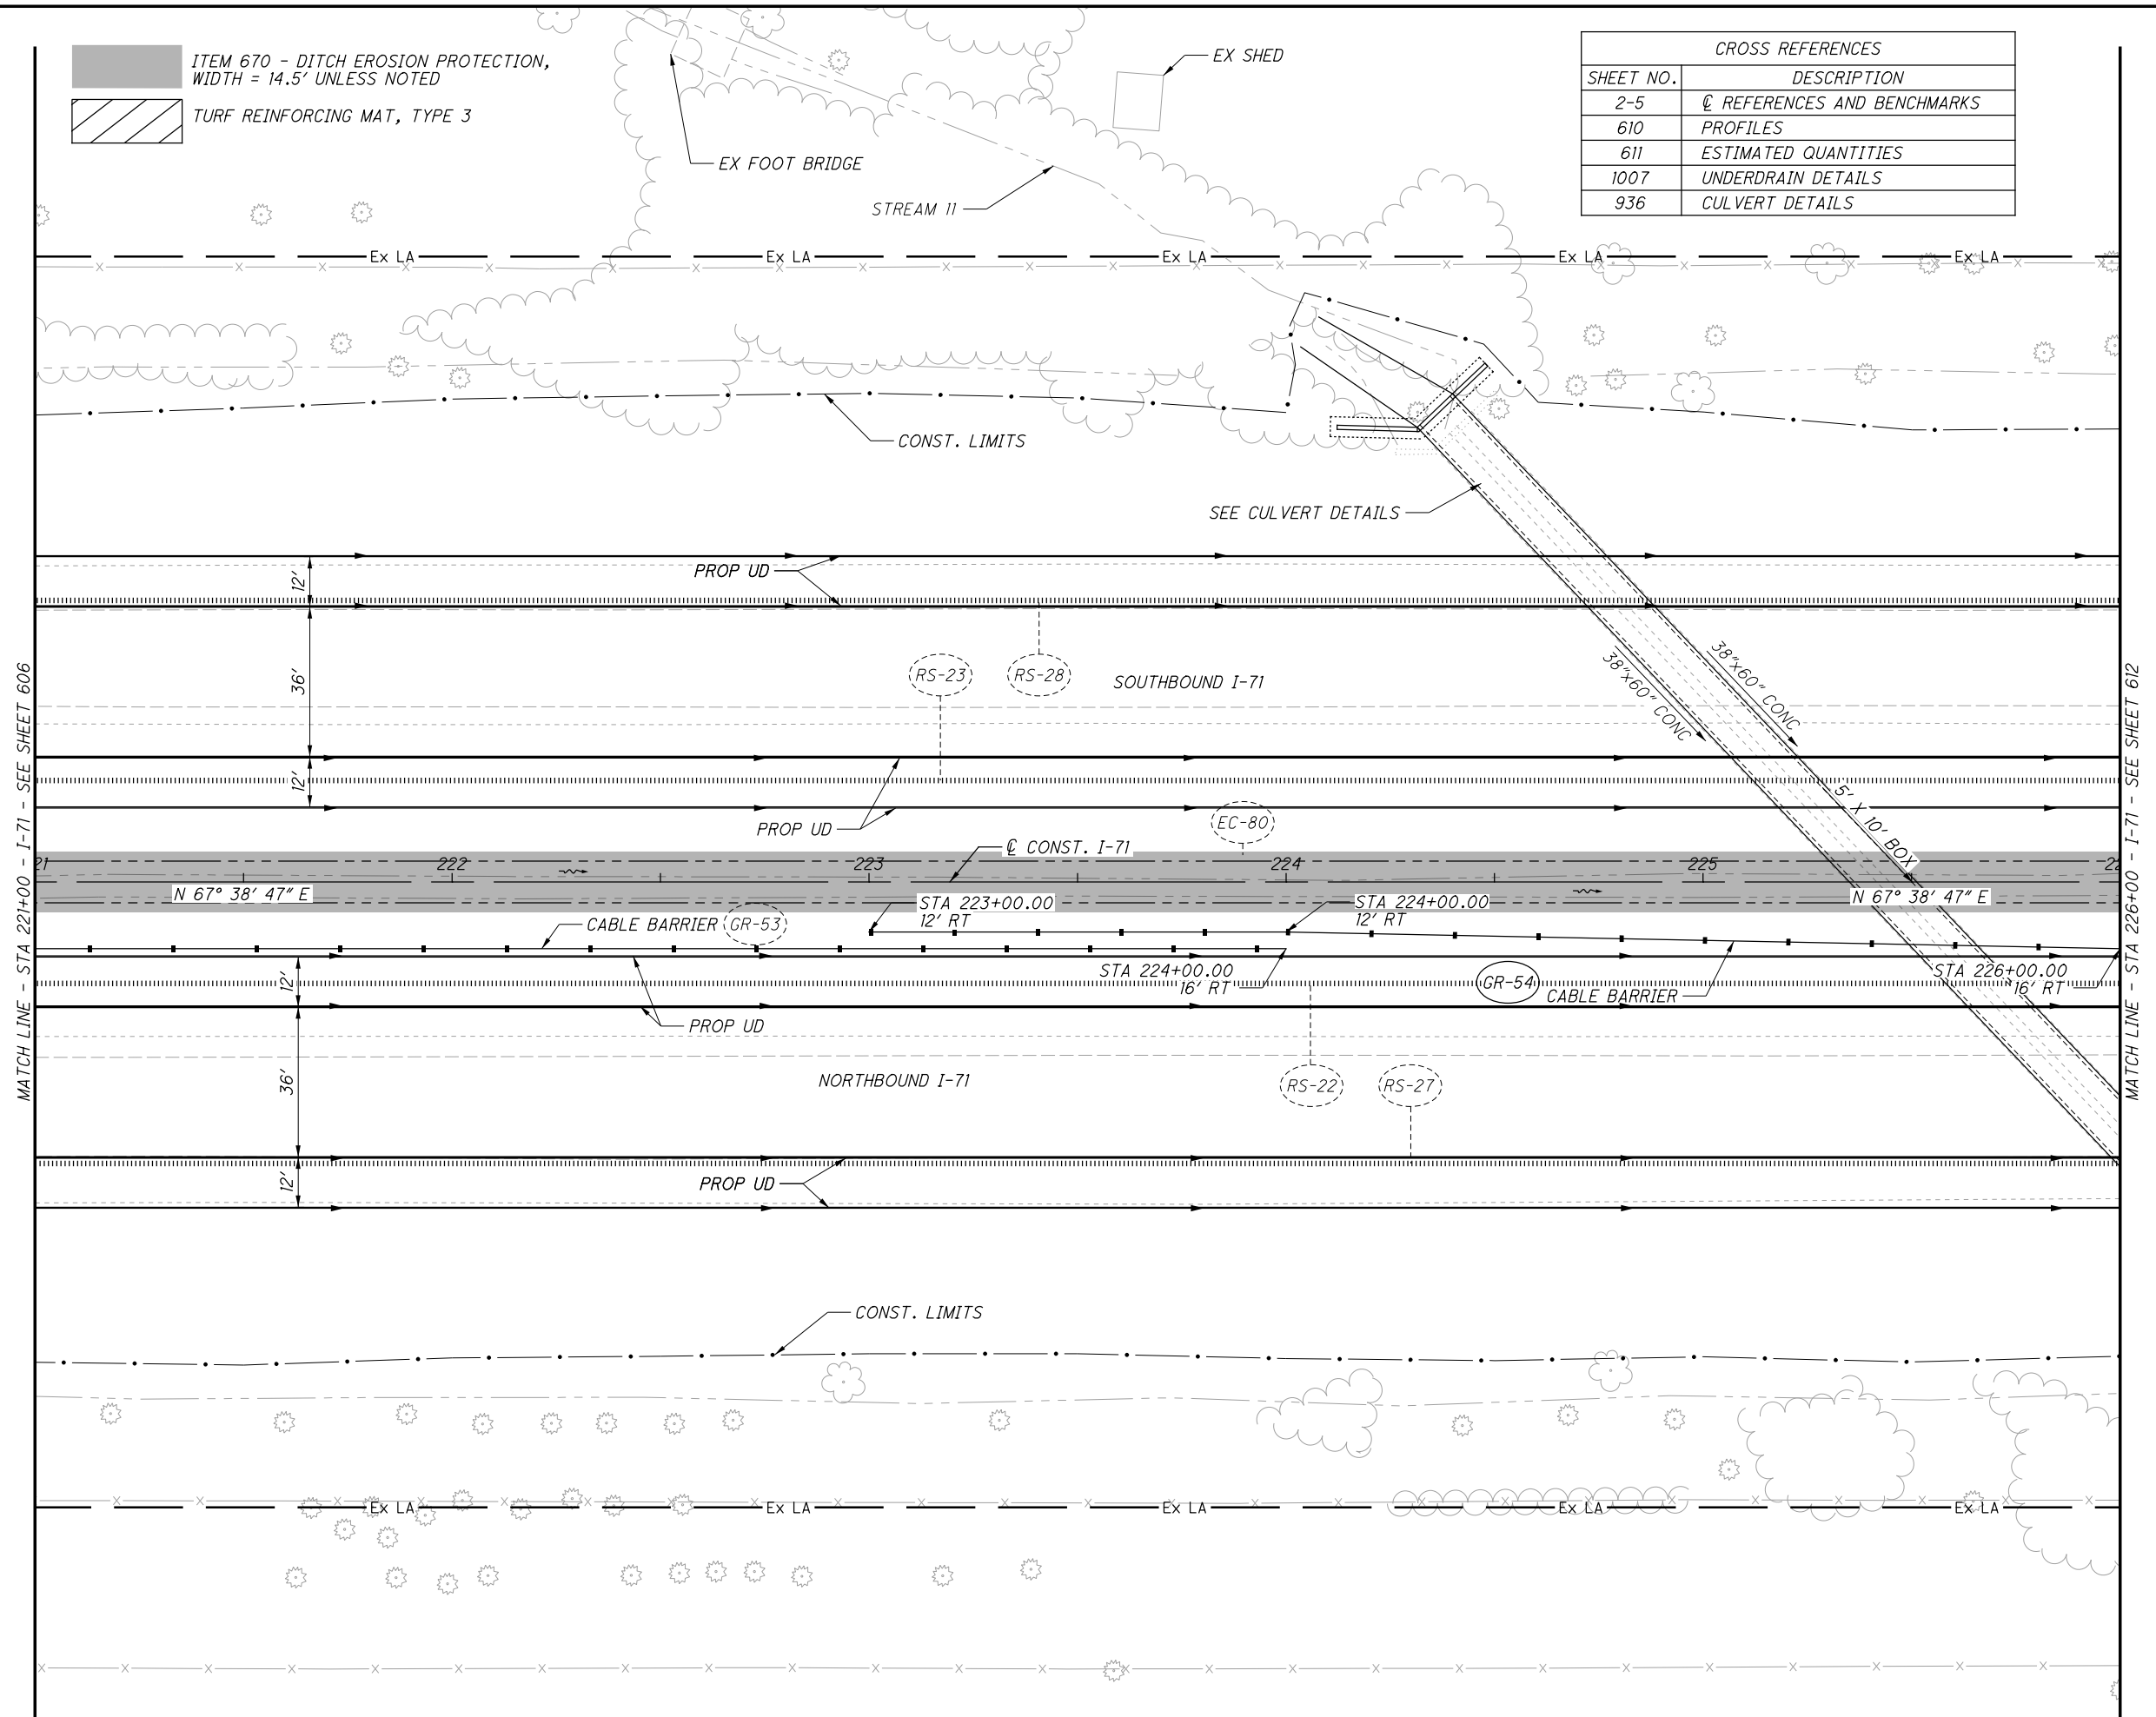 ITEM 670 - DITCH EROSION PROTECTION,
WIDTH = 14.5' UNLESS NOTED
TURF REINFORCING MAT, TYPE 3
EX SHED
EX FOOT BRIDGE
STREAM 11
CROSS REFERENCES
SHEET NO. DESCRIPTION
2-5 ℄ REFERENCES AND BENCHMARKS
610 PROFILES
611 ESTIMATED QUANTITIES
1007 UNDERDRAIN DETAILS
936 CULVERT DETAILS
Ex LA Ex LA Ex LA Ex LA Ex LA
CONST. LIMITS
SEE CULVERT DETAILS
PROP UD
12'
36'
RS-23 RS-28
SOUTHBOUND I-71
38"x60" CONC
38"x60" CONC
12'
PROP UD
EC-80
5' X 10' BOX
℄ CONST. I-71
21 222 223 224 225 22
N 67° 38' 47" E
N 67° 38' 47" E
STA 223+00.00
12' RT
STA 224+00.00
12' RT
CABLE BARRIER
GR-53
STA 224+00.00
16' RT
GR-54
CABLE BARRIER
STA 226+00.00
16' RT
12'
PROP UD
36'
NORTHBOUND I-71
RS-22 RS-27
12'
PROP UD
CONST. LIMITS
Ex LA Ex LA Ex LA Ex LA Ex LA
MATCH LINE - STA 221+00 - I-71 - SEE SHEET 606
MATCH LINE - STA 226+00 - I-71 - SEE SHEET 612